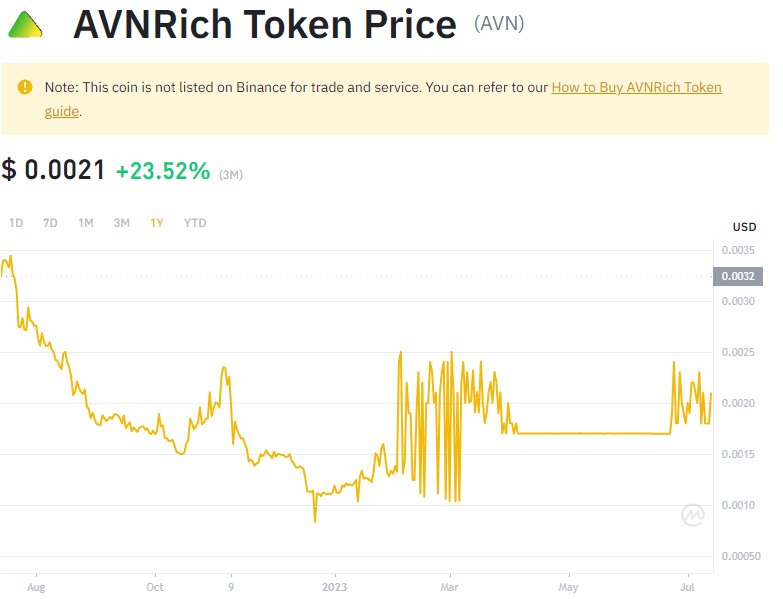 AVNRich Token Price (AVN)
Note: This coin is not listed on Binance for trade and service. You can refer to our How to Buy AVNRich Token
guide.
$ 0.0021 +23.52% (3M)
1D 7D 1M 3M 1Y YTD
USD
0.0035
0.0032
0.0030
0.0025
0.0020
0.0015
0.0010
0.00050
Aug Oct 9 2023 Mar May Jul